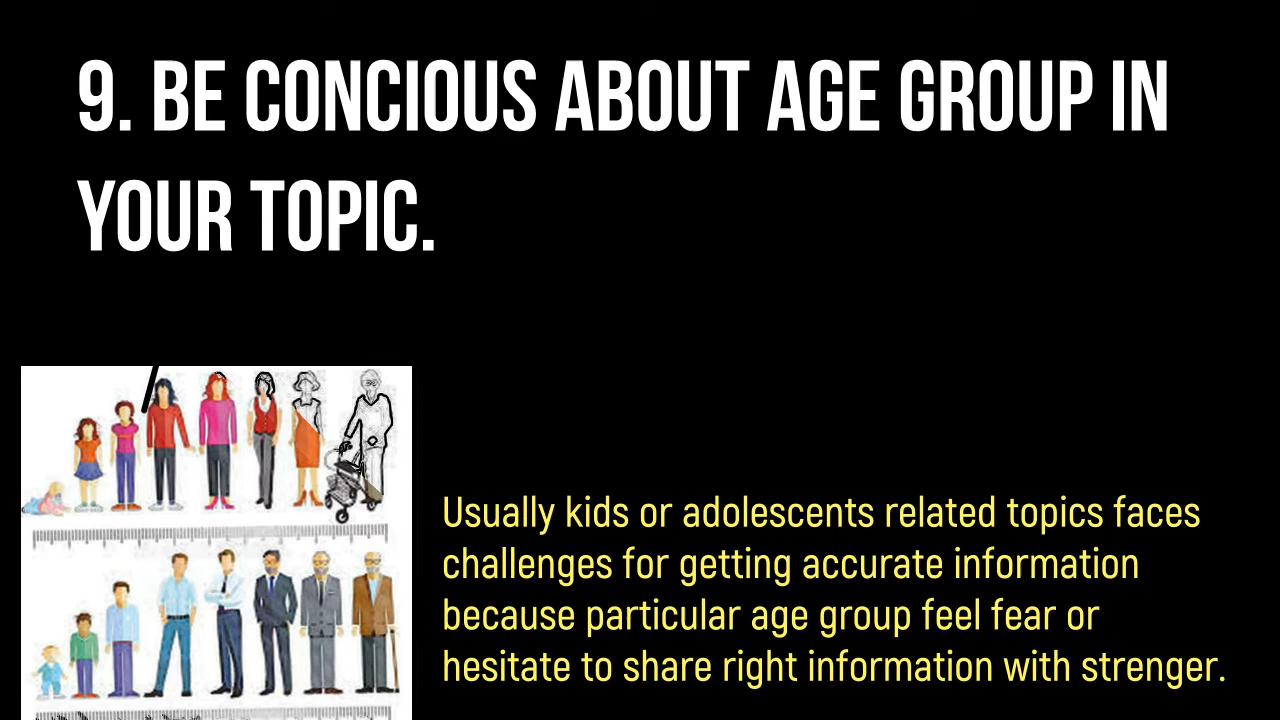 9. BE CONCIOUS ABOUT AGE GROUP IN
YOUR TOPIC.
Usually kids or adolescents related topics faces
challenges for getting accurate information
because particular age group feel fear or
hesitate to share right information with strenger.